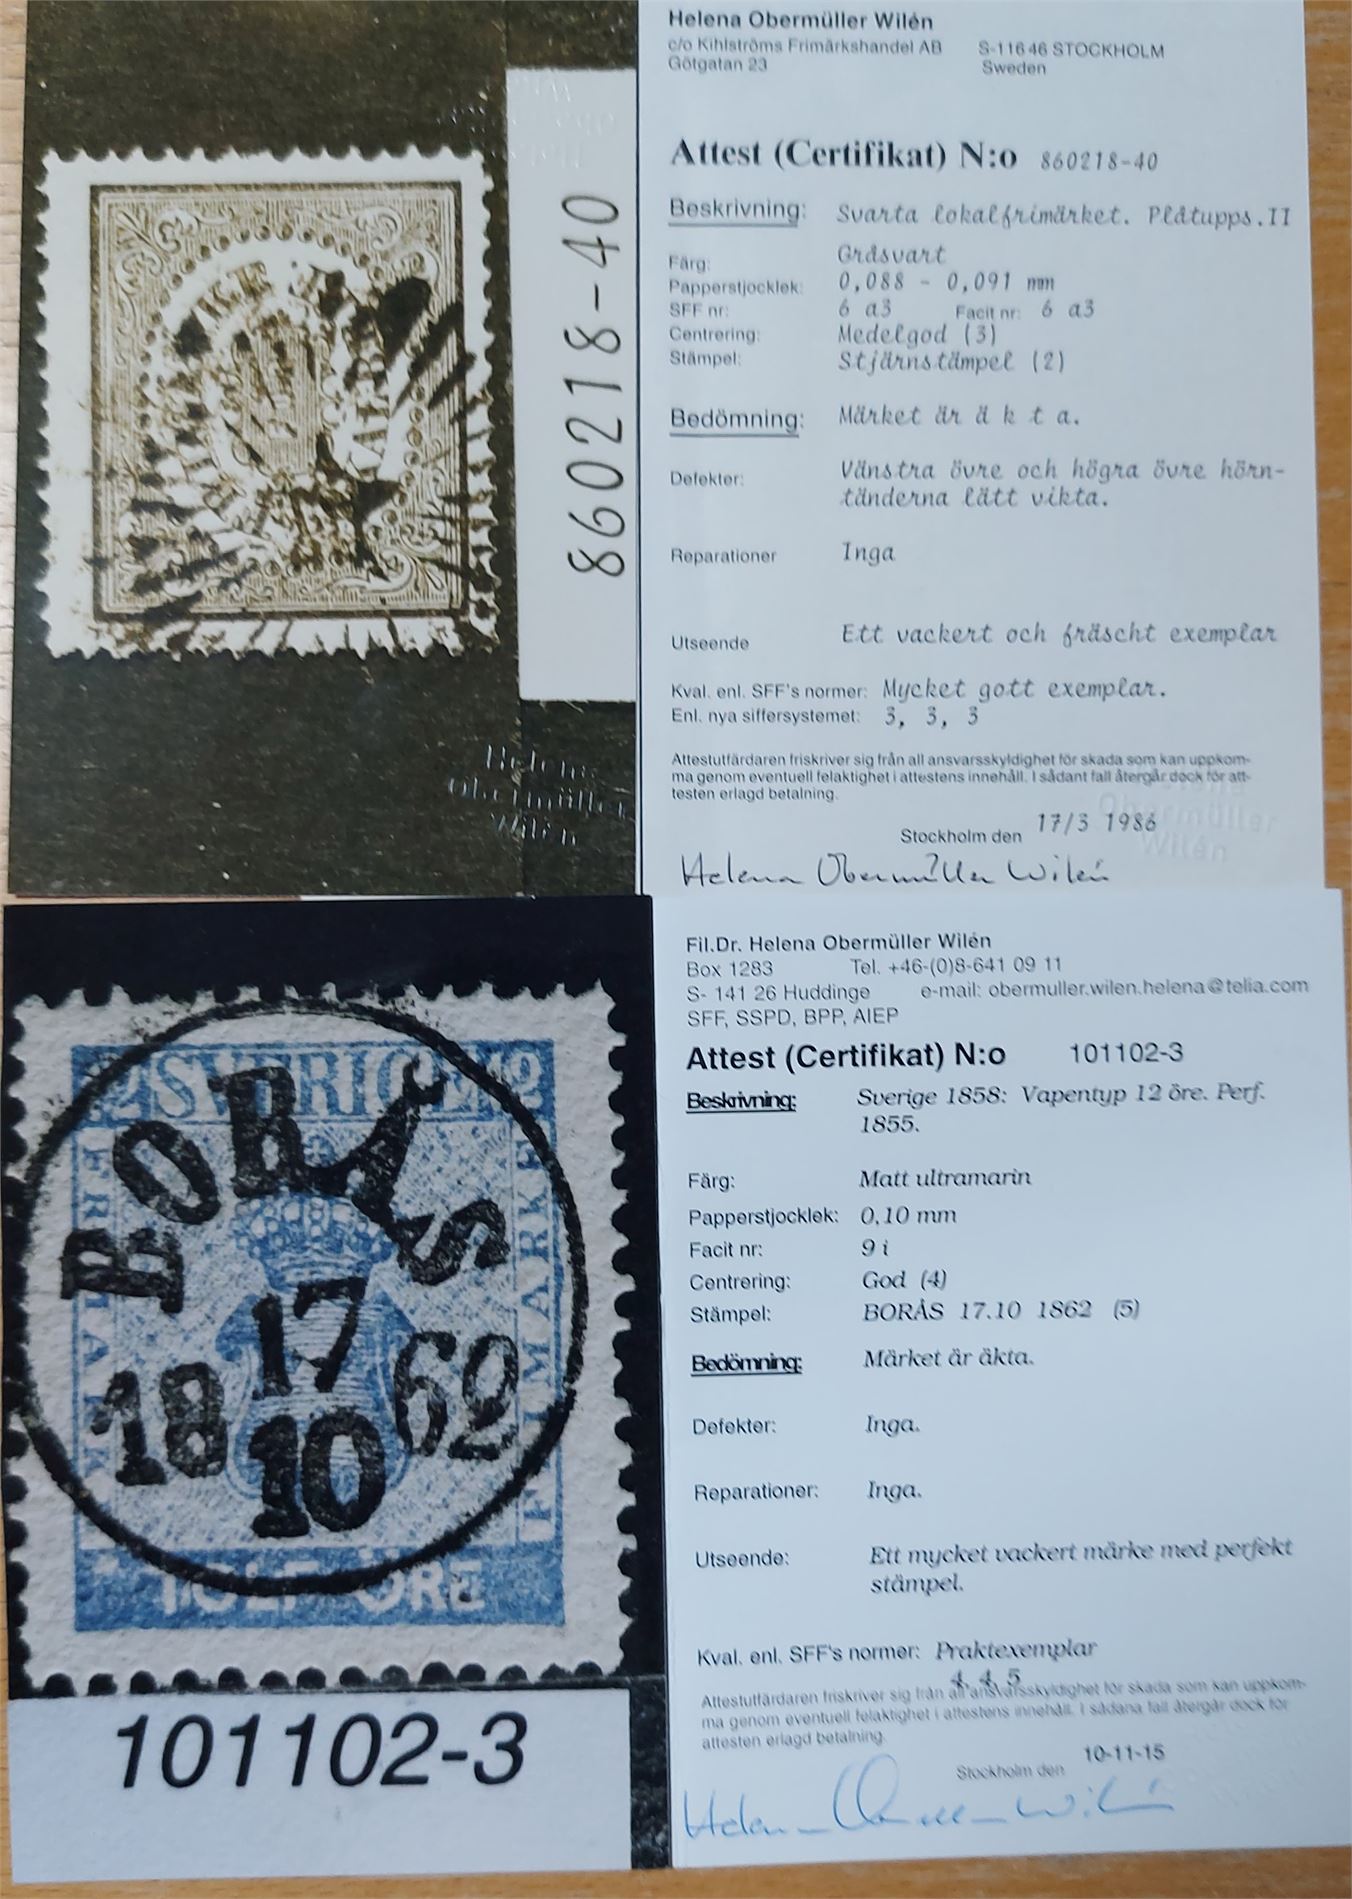 860218-40
Helena
Obermüller
Wilén
Helena Obermüller Wilén
c/o Kihlströms Frimärkshandel AB S-116 46 STOCKHOLM
Götgatan 23 Sweden
Attest (Certifikat) N:o 860218-40
Beskrivning: Svarta lokalfrimärket. Plåtupps.II
Färg: Gråsvart
Papperstjocklek: 0,088 - 0,091 mm
SFF nr: 6 a3 Facit nr: 6 a3
Centrering: Medelgod (3)
Stämpel: Stjärnstämpel (2)
Bedömning: Märket är ä k t a.
Defekter: Vänstra övre och högra övre hörn-
tänderna lätt vikta.
Reparationer Inga
Utseende Ett vackert och fräscht exemplar
Kval. enl. SFF's normer: Mycket gott exemplar.
Enl. nya siffersystemet: 3, 3, 3
Attestutfärdaren friskriver sig från all ansvarsskyldighet för skada som kan uppkom-
ma genom eventuell felaktighet i attestens innehåll. I sådant fall återgår dock för att-
testen erlagd betalning.
Stockholm den 17/3 1986
Obermüller
Wilén
Helena Obermüller Wilén
SVERIGE
FRIMÄRKE
TOLF ÖRE
BORÅS
17
18 62
10
101102-3
Fil.Dr. Helena Obermüller Wilén
Box 1283 Tel. +46-(0)8-641 09 11
S- 141 26 Huddinge e-mail: obermuller.wilen.helena@telia.com
SFF, SSPD, BPP, AIEP
Attest (Certifikat) N:o 101102-3
Beskrivning: Sverige 1858: Vapentyp 12 öre. Perf.
1855.
Färg: Matt ultramarin
Papperstjocklek: 0,10 mm
Facit nr: 9 i
Centrering: God (4)
Stämpel: BORÅS 17.10 1862 (5)
Bedömning: Märket är äkta.
Defekter: Inga.
Reparationer: Inga.
Utseende: Ett mycket vackert märke med perfekt
stämpel.
Kval. enl. SFF's normer: Praktexemplar
4, 4, 5
Attestutfärdaren friskriver sig från all ansvarsskyldighet för skada som kan uppkom-
ma genom eventuell felaktighet i attestens innehåll. I sådana fall återgår dock för
attesten erlagd betalning.
Stockholm den 10-11-15
Helena Obermüller Wilén